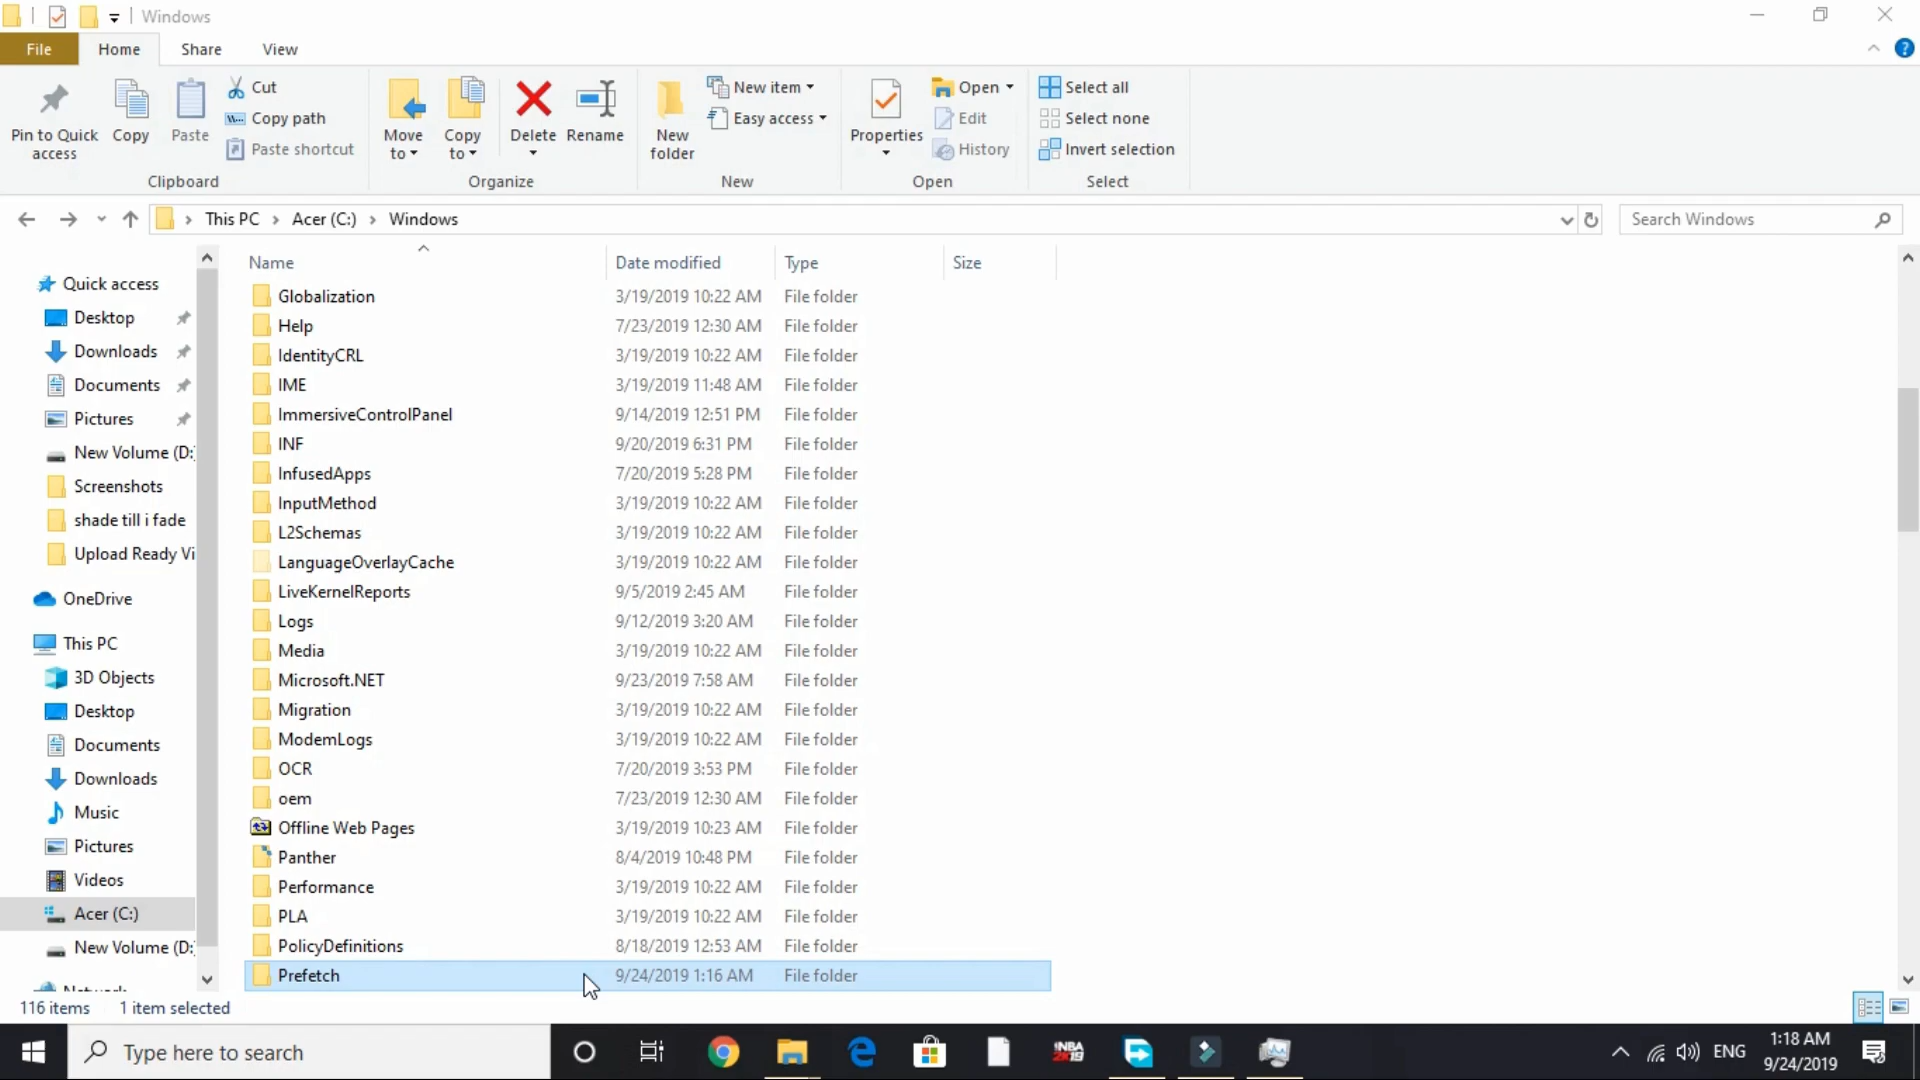 Windows
File Home Share View
Pin to Quick access
Copy
Paste
Cut
Copy path
Paste shortcut
Clipboard
Move to
Copy to
Delete
Rename
Organize
New folder
New item
Easy access
New
Properties
Open
Edit
History
Open
Select all
Select none
Invert selection
Select
This PC > Acer (C:) > Windows
Search Windows
Quick access
Desktop
Downloads
Documents
Pictures
New Volume (D:
Screenshots
shade till i fade
Upload Ready Vi
OneDrive
This PC
3D Objects
Desktop
Documents
Downloads
Music
Pictures
Videos
Acer (C:)
New Volume (D:
Network
Name Date modified Type Size
Globalization 3/19/2019 10:22 AM File folder
Help 7/23/2019 12:30 AM File folder
IdentityCRL 3/19/2019 10:22 AM File folder
IME 3/19/2019 11:48 AM File folder
ImmersiveControlPanel 9/14/2019 12:51 PM File folder
INF 9/20/2019 6:31 PM File folder
InfusedApps 7/20/2019 5:28 PM File folder
InputMethod 3/19/2019 10:22 AM File folder
L2Schemas 3/19/2019 10:22 AM File folder
LanguageOverlayCache 3/19/2019 10:22 AM File folder
LiveKernelReports 9/5/2019 2:45 AM File folder
Logs 9/12/2019 3:20 AM File folder
Media 3/19/2019 10:22 AM File folder
Microsoft.NET 9/23/2019 7:58 AM File folder
Migration 3/19/2019 10:22 AM File folder
ModemLogs 3/19/2019 10:22 AM File folder
OCR 7/20/2019 3:53 PM File folder
oem 7/23/2019 12:30 AM File folder
Offline Web Pages 3/19/2019 10:23 AM File folder
Panther 8/4/2019 10:48 PM File folder
Performance 3/19/2019 10:22 AM File folder
PLA 3/19/2019 10:22 AM File folder
PolicyDefinitions 8/18/2019 12:53 AM File folder
Prefetch 9/24/2019 1:16 AM File folder
116 items 1 item selected
Type here to search
NBA 2K19
ENG
1:18 AM
9/24/2019